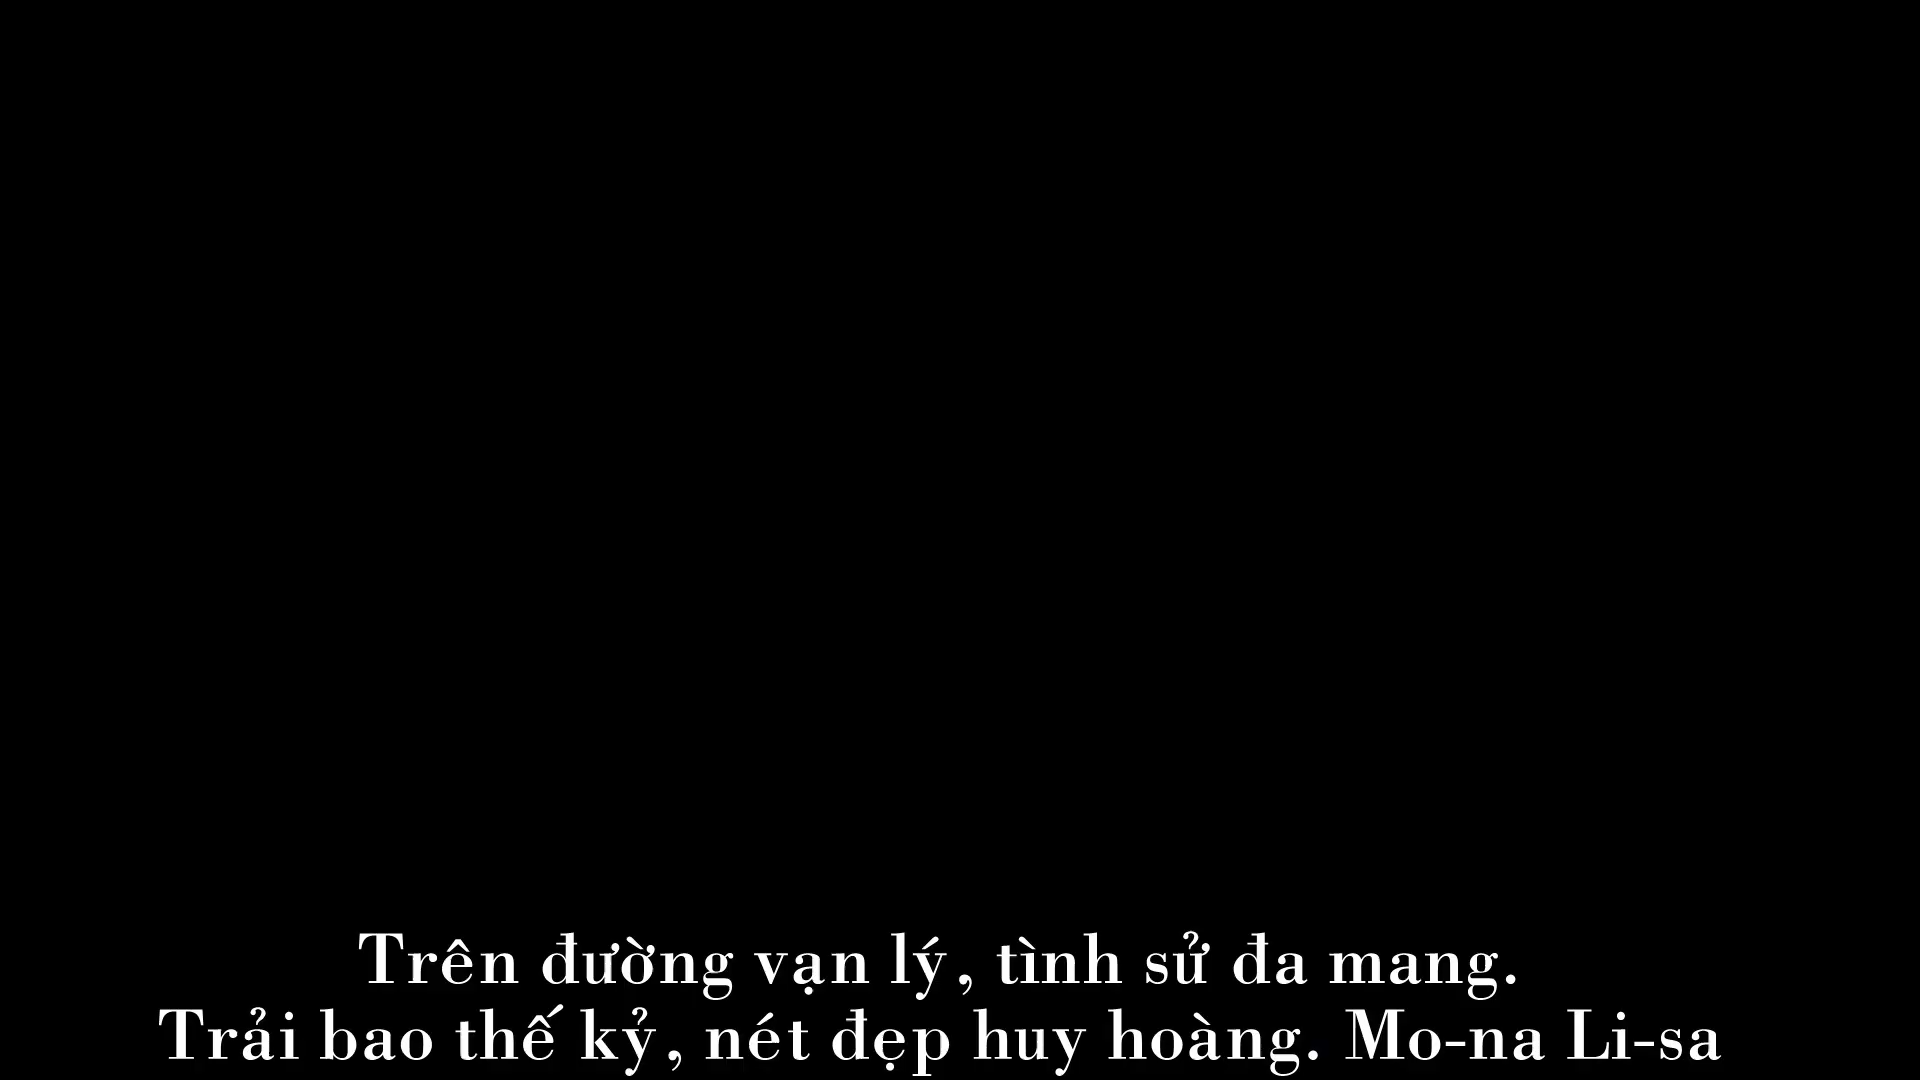 Trên đường vạn lý, tình sử đa mang.
Trải bao thế kỷ, nét đẹp huy hoàng. Mo-na Li-sa